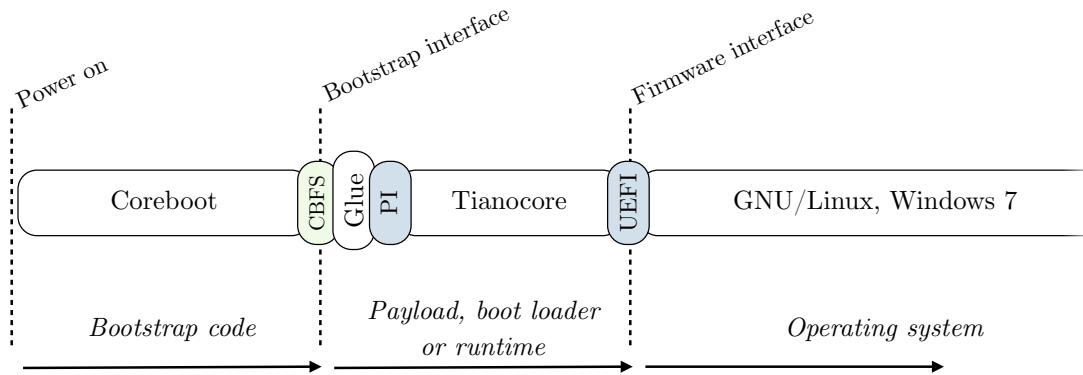 Power on
Bootstrap interface
Firmware interface
Coreboot
CBFS
Glue
PI
Tianocore
UEFI
GNU/Linux, Windows 7
Bootstrap code
Payload, boot loader
or runtime
Operating system